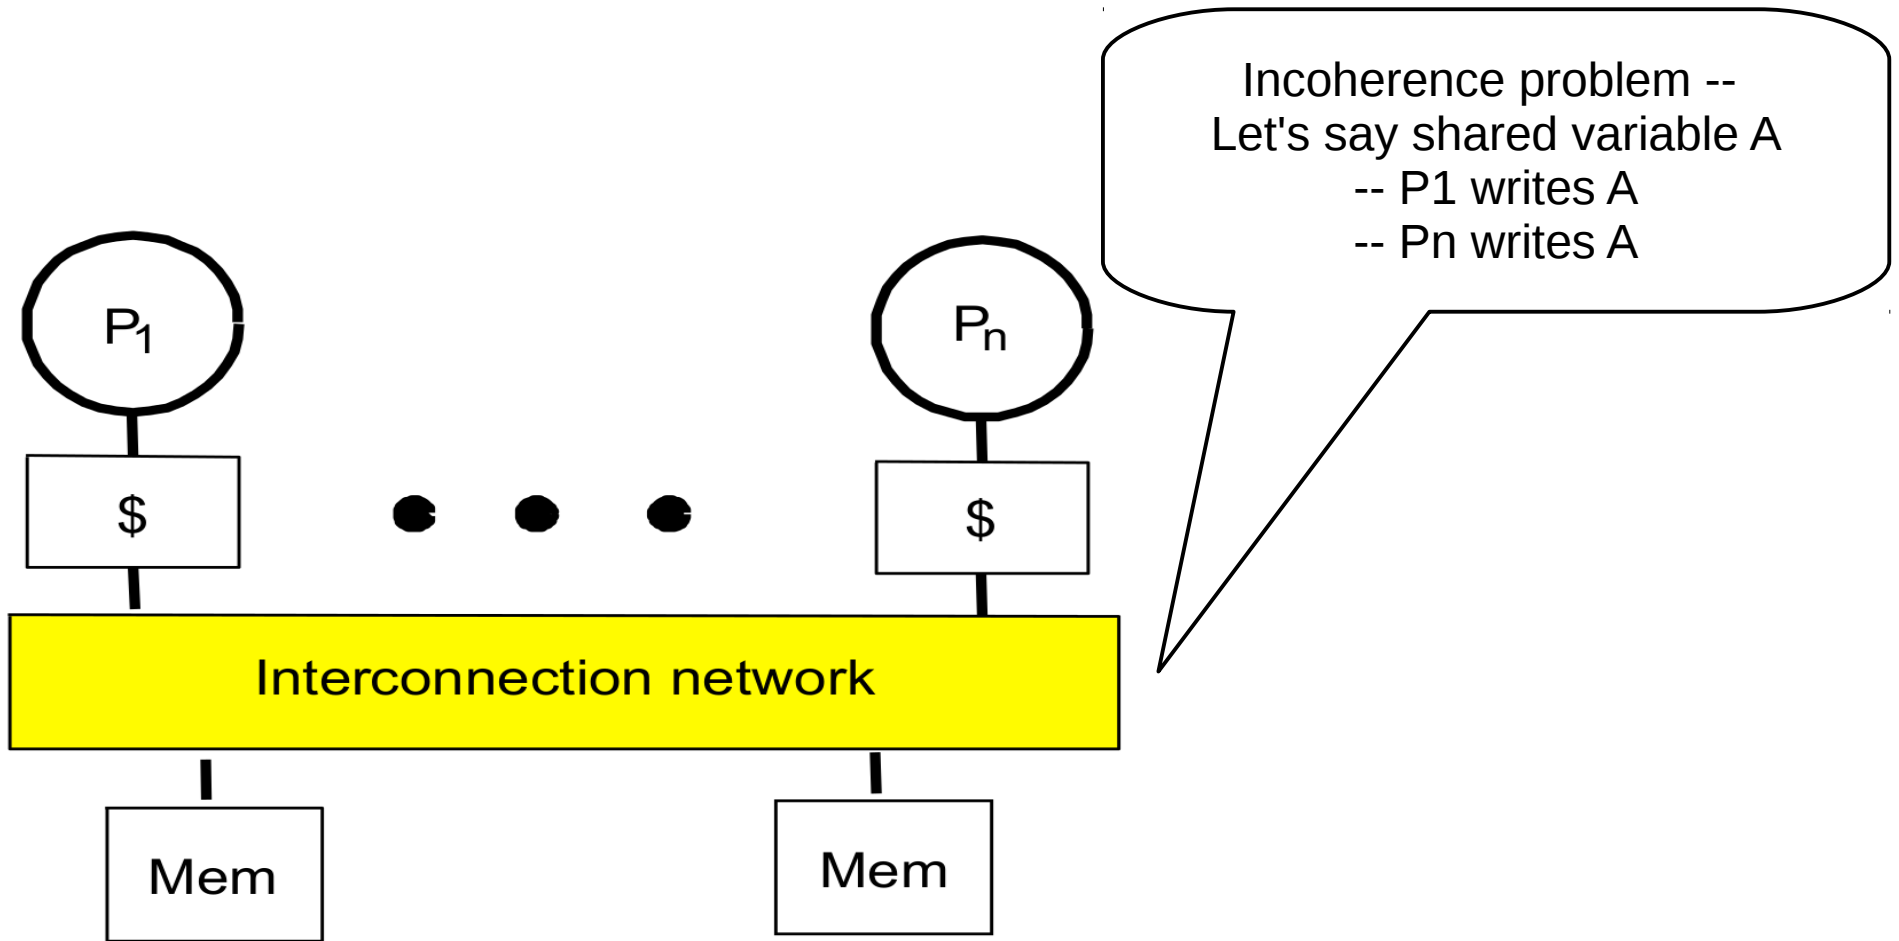 Incoherence problem --
Let's say shared variable A
-- P1 writes A
-- Pn writes A
P1
Pn
$
$
Interconnection network
Mem
Mem